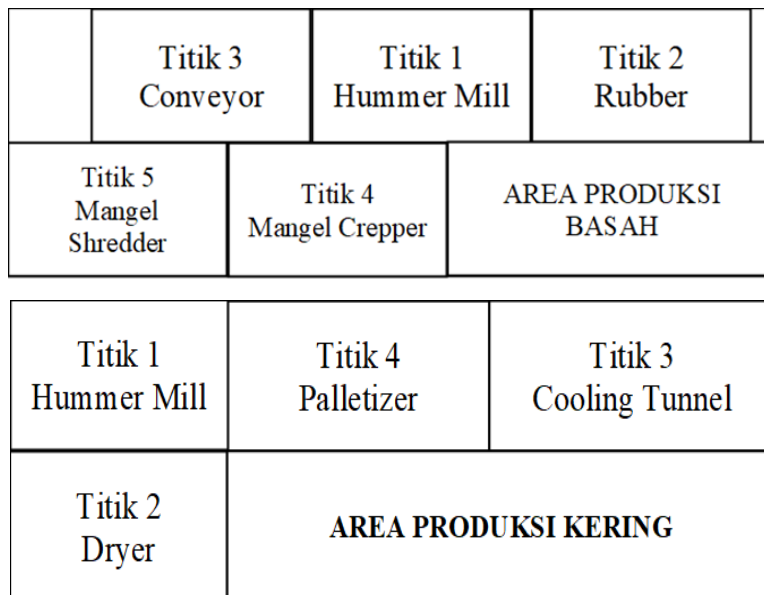 Titik 3
Conveyor
Titik 1
Hummer Mill
Titik 2
Rubber
Titik 5
Mangel
Shredder
Titik 4
Mangel Crepper
AREA PRODUKSI
BASAH
Titik 1
Hummer Mill
Titik 4
Palletizer
Titik 3
Cooling Tunnel
Titik 2
Dryer
AREA PRODUKSI KERING